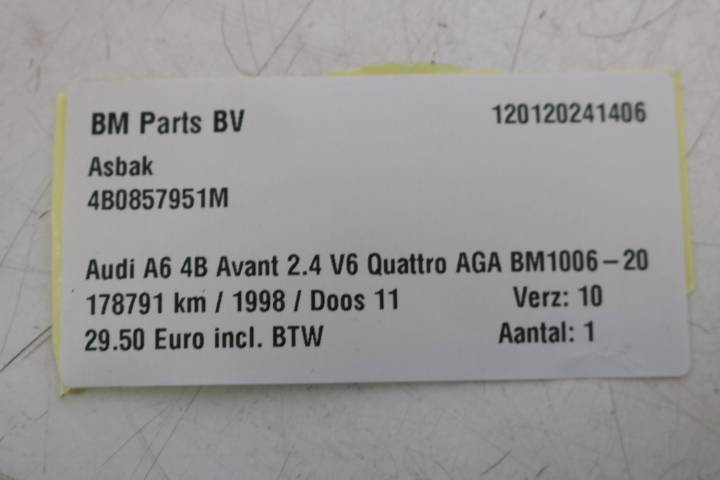 BM Parts BV 120120241406
Asbak
4B0857951M
Audi A6 4B Avant 2.4 V6 Quattro AGA BM1006-20
178791 km / 1998 / Doos 11 Verz: 10
29.50 Euro incl. BTW Aantal: 1